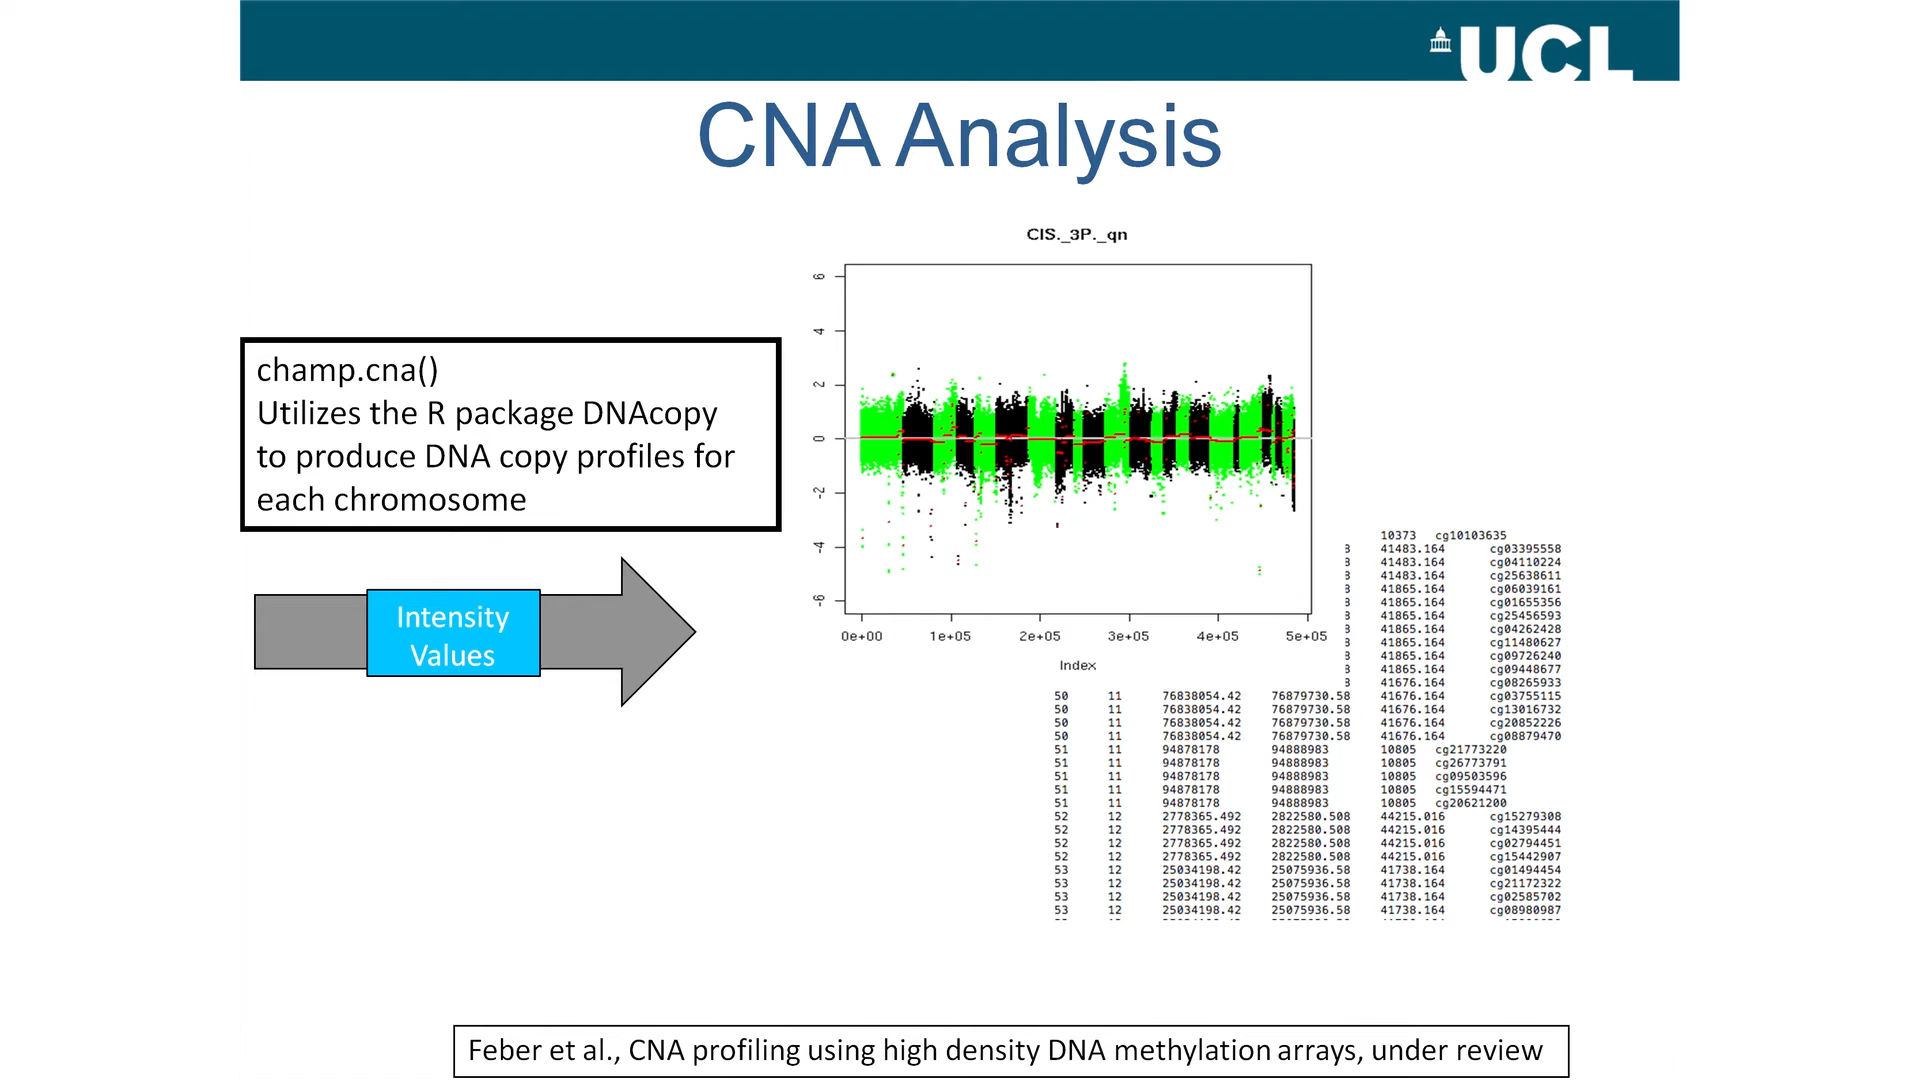 UCL
CNA Analysis
champ.cna()
Utilizes the R package DNAcopy
to produce DNA copy profiles for
each chromosome
Intensity
Values
CIS._3P._qn
6
4
2
0
-2
-4
-6
0e+00 1e+05 2e+05 3e+05 4e+05 5e+05
Index
10373 cg10103635
41483.164 cg03395558
41483.164 cg04110224
41483.164 cg25638611
41865.164 cg06039161
41865.164 cg01655356
41865.164 cg25456593
41865.164 cg04262428
41865.164 cg11480627
41865.164 cg09726240
41865.164 cg09448677
41676.164 cg08265933
50 11 76838054.42 76879730.58 41676.164 cg03755115
50 11 76838054.42 76879730.58 41676.164 cg13016732
50 11 76838054.42 76879730.58 41676.164 cg20852226
50 11 76838054.42 76879730.58 41676.164 cg08879470
51 11 94878178 94888983 10805 cg21773220
51 11 94878178 94888983 10805 cg26773791
51 11 94878178 94888983 10805 cg09503596
51 11 94878178 94888983 10805 cg15594471
51 11 94878178 94888983 10805 cg20621200
52 12 2778365.492 2822580.508 44215.016 cg15279308
52 12 2778365.492 2822580.508 44215.016 cg14395444
52 12 2778365.492 2822580.508 44215.016 cg02794451
52 12 2778365.492 2822580.508 44215.016 cg15442907
53 12 25034198.42 25075936.58 41738.164 cg01494454
53 12 25034198.42 25075936.58 41738.164 cg21172322
53 12 25034198.42 25075936.58 41738.164 cg02585702
53 12 25034198.42 25075936.58 41738.164 cg08980987
Feber et al., CNA profiling using high density DNA methylation arrays, under review